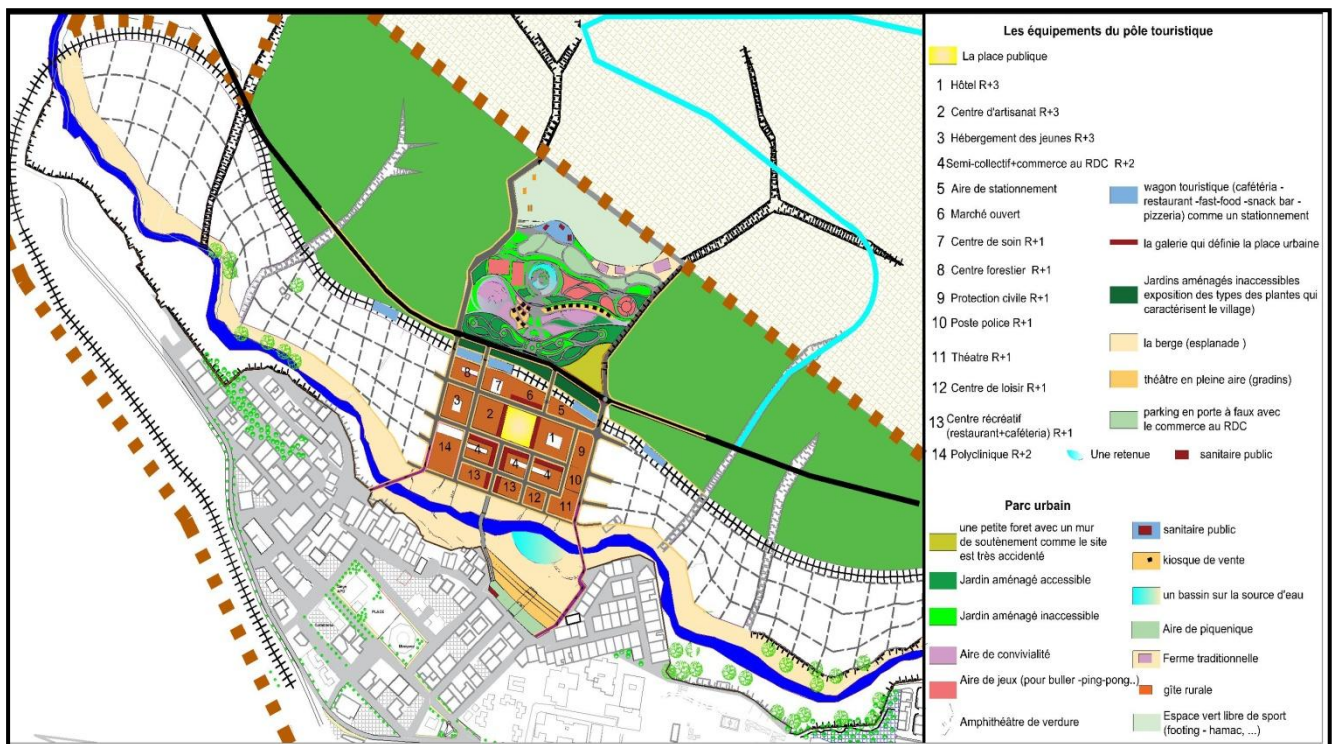 Les équipements du pôle touristique
La place publique
1 Hôtel R+3
2 Centre d'artisanat R+3
3 Hébergement des jeunes R+3
4 Semi-collectif+commerce au RDC R+2
5 Aire de stationnement
6 Marché ouvert
7 Centre de soin R+1
8 Centre forestier R+1
9 Protection civile R+1
10 Poste police R+1
11 Théatre R+1
12 Centre de loisir R+1
13 Centre récréatif
(restaurant+caféteria) R+1
14 Polyclinique R+2
Une retenue
sanitaire public
wagon touristique (cafétéria -
restaurant -fast-food -snack bar -
pizzeria) comme un stationnement
la galerie qui définie la place urbaine
Jardins aménagés inaccessibles
exposition des types des plantes qui
caractérisent le village)
la berge (esplanade )
théâtre en pleine aire (gradins)
parking en porte à faux avec
le commerce au RDC
Parc urbain
une petite foret avec un mur
de soutènement comme le site
est très accidenté
Jardin aménagé accessible
Jardin aménagé inaccessible
Aire de convivialité
Aire de jeux (pour buller -ping-pong..)
Amphithéâtre de verdure
sanitaire public
kiosque de vente
un bassin sur la source d'eau
Aire de piquenique
Ferme traditionnelle
gîte rurale
Espace vert libre de sport
(footing - hamac, ...)
8
7
6
5
3
2
1
9
14
4
4
4
10
13
13
12
11
PLACE